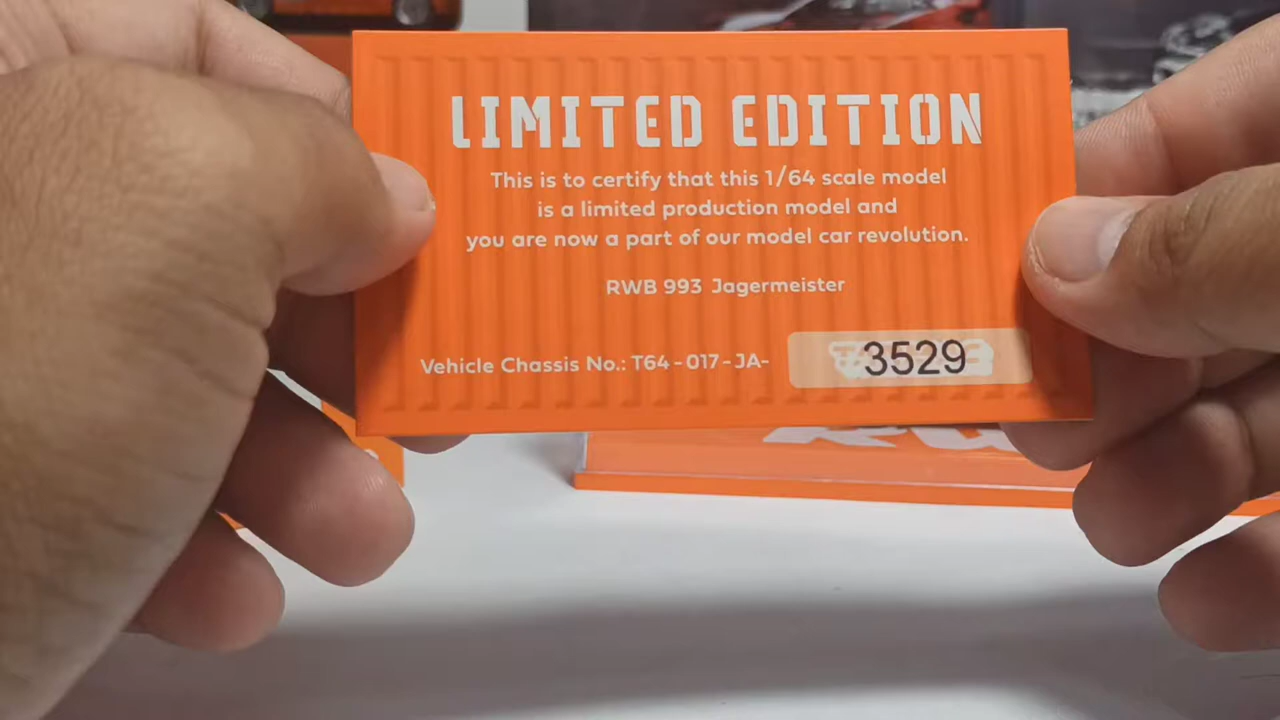 LIMITED EDITION
This is to certify that this 1/64 scale model
is a limited production model and
you are now a part of our model car revolution.
RWB 993 Jagermeister
Vehicle Chassis No.: T64-017-JA- 3529